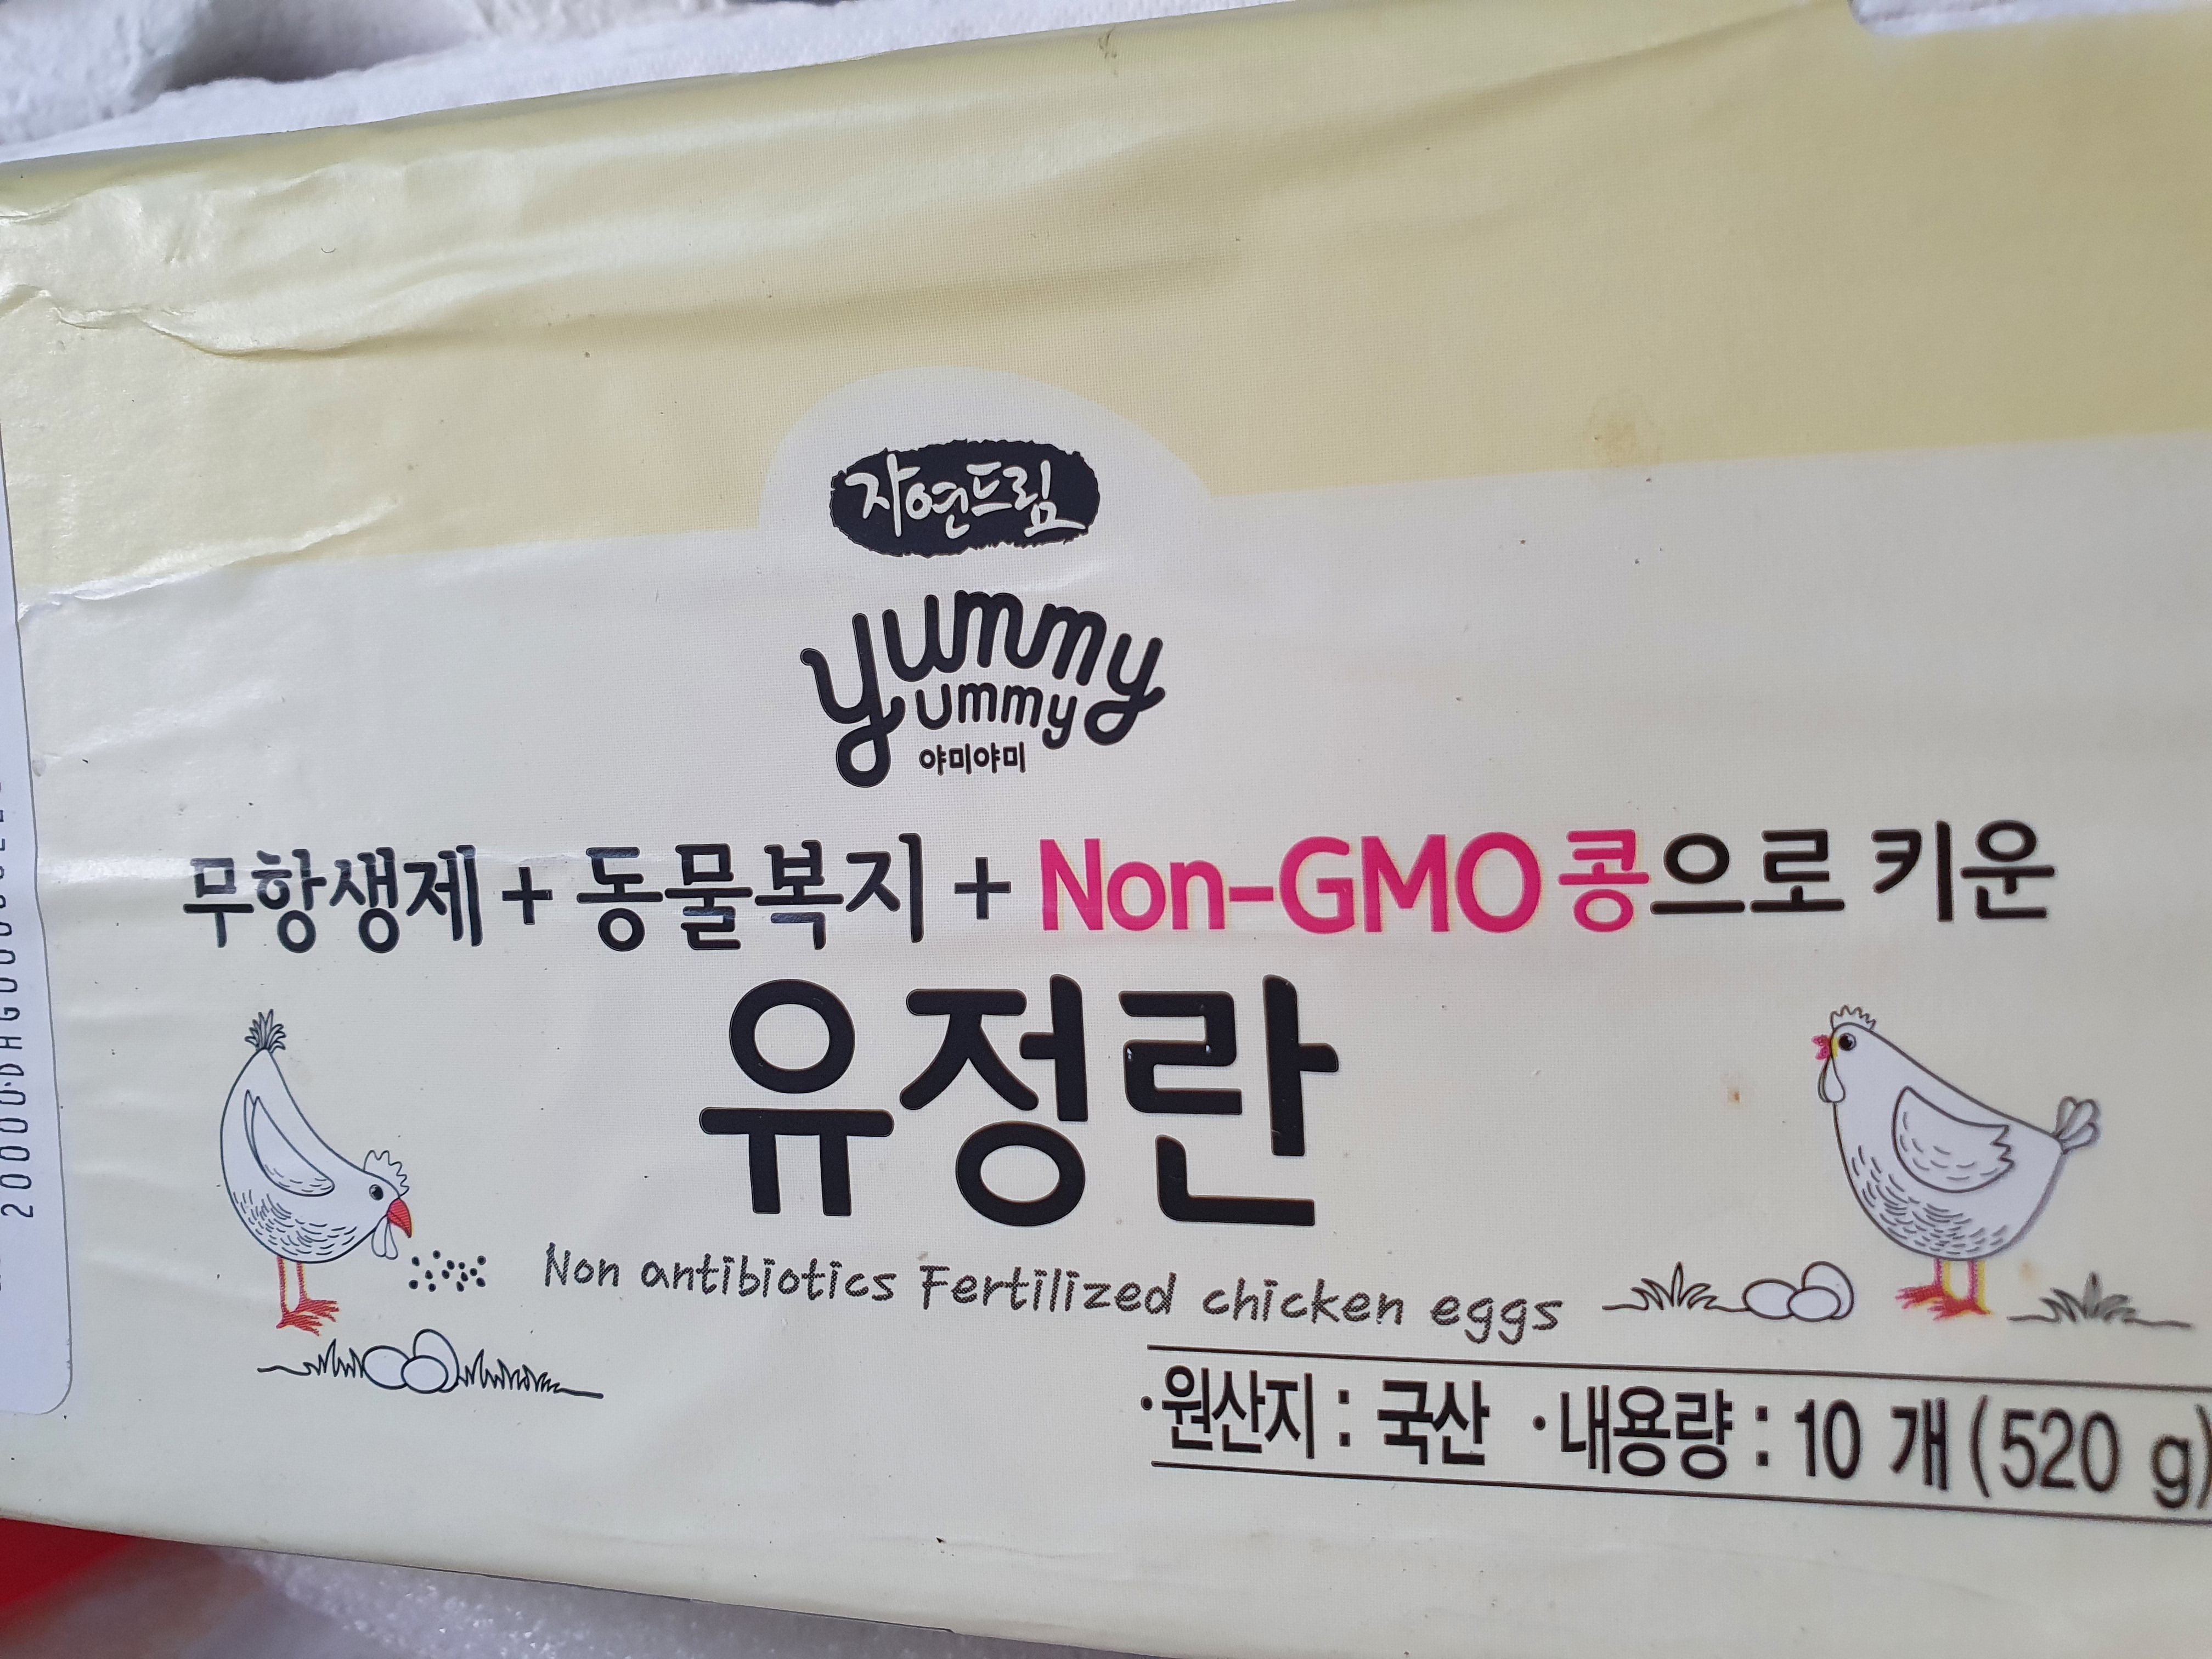 자연드림
yummy
yummy
야미야미
무항생제 + 동물복지 + Non-GMO 콩으로 키운
유정란
Non antibiotics Fertilized chicken eggs
·원산지 : 국산 ·내용량 : 10 개 (520 g)